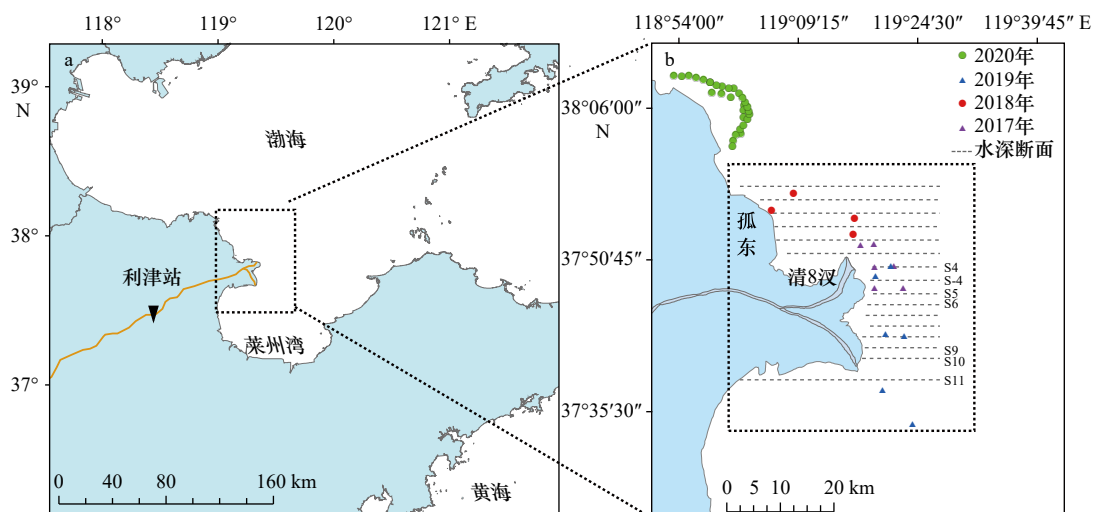 118°
119°
120°
121° E
a
39°
N
38°
37°
渤海
利津站
莱州湾
黄海
0
40
80
160 km
118°54′00″
119°09′15″
119°24′30″
119°39′45″ E
b
2020年
2019年
2018年
2017年
水深断面
38°06′00″
N
37°50′45″
37°35′30″
孤东
清8汊
S4
S-4
S5
S6
S9
S10
S11
0
5
10
20 km